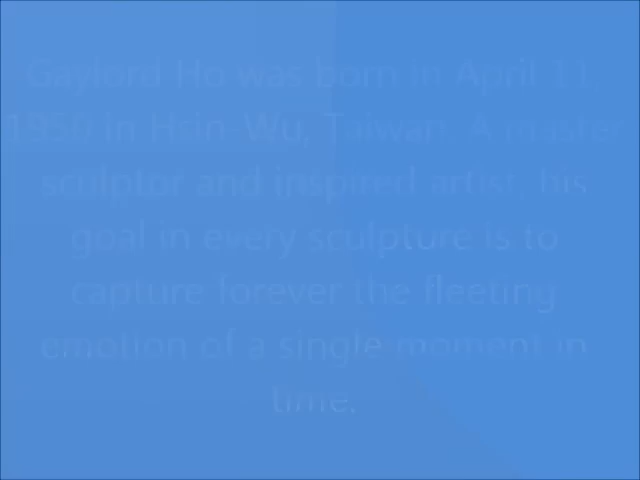 Gaylord Ho was born in April 11,
1950 in Hsin-Wu, Taiwan. A master
sculptor and inspired artist, his
goal in every sculpture is to
capture forever the fleeting
emotion of a single moment in
time.